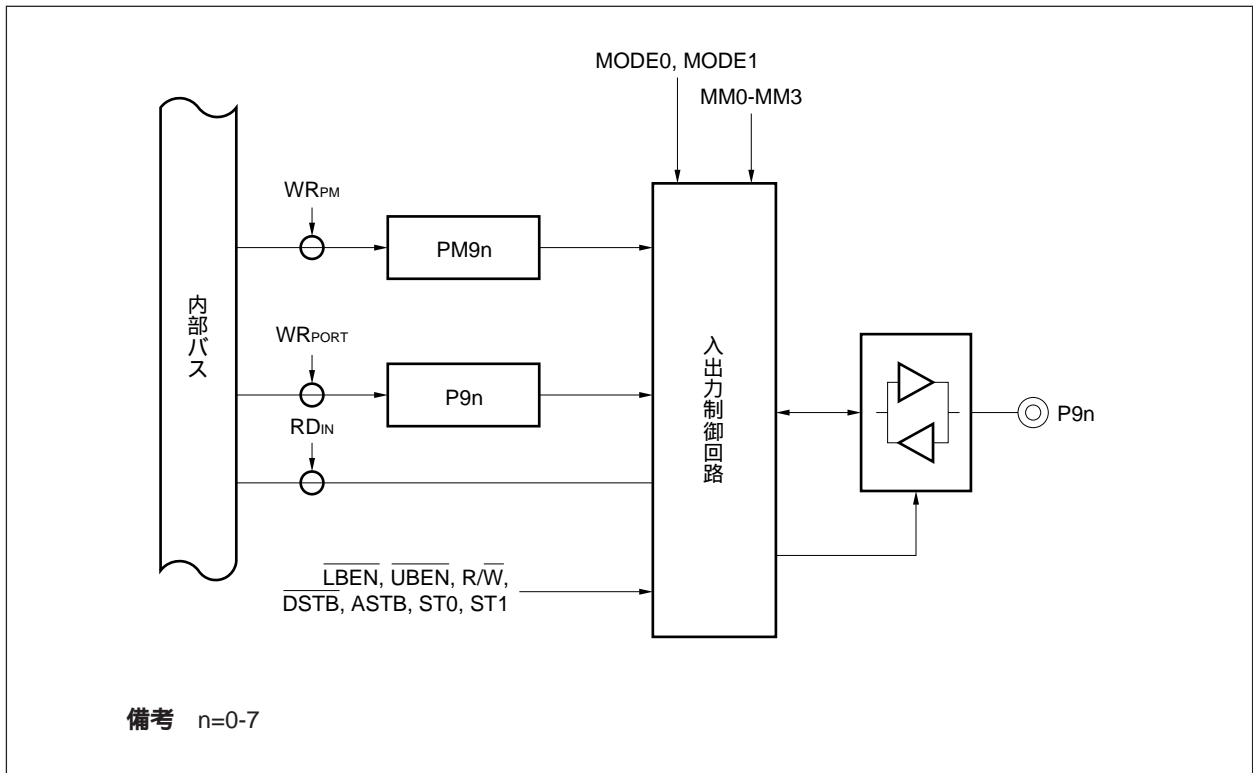 MODE0, MODE1
MM0-MM3
WRPM
PM9n
内部バス
WRPORT
P9n
RDIN
入出力制御回路
P9n
LBEN, UBEN, R/W,
DSTB, ASTB, ST0, ST1
備考 n=0-7